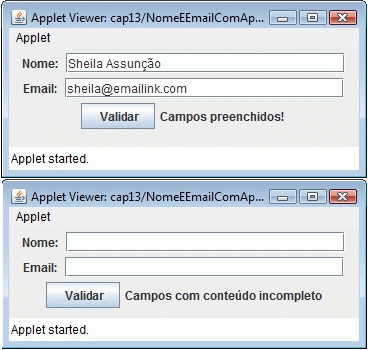 Applet Viewer: cap13/NomeEEmailComAp...
Applet
Nome: Sheila Assunção
Email: sheila@emailink.com
Validar Campos preenchidos!
Applet started.
Applet Viewer: cap13/NomeEEmailComAp...
Applet
Nome:
Email:
Validar Campos com conteúdo incompleto
Applet started.